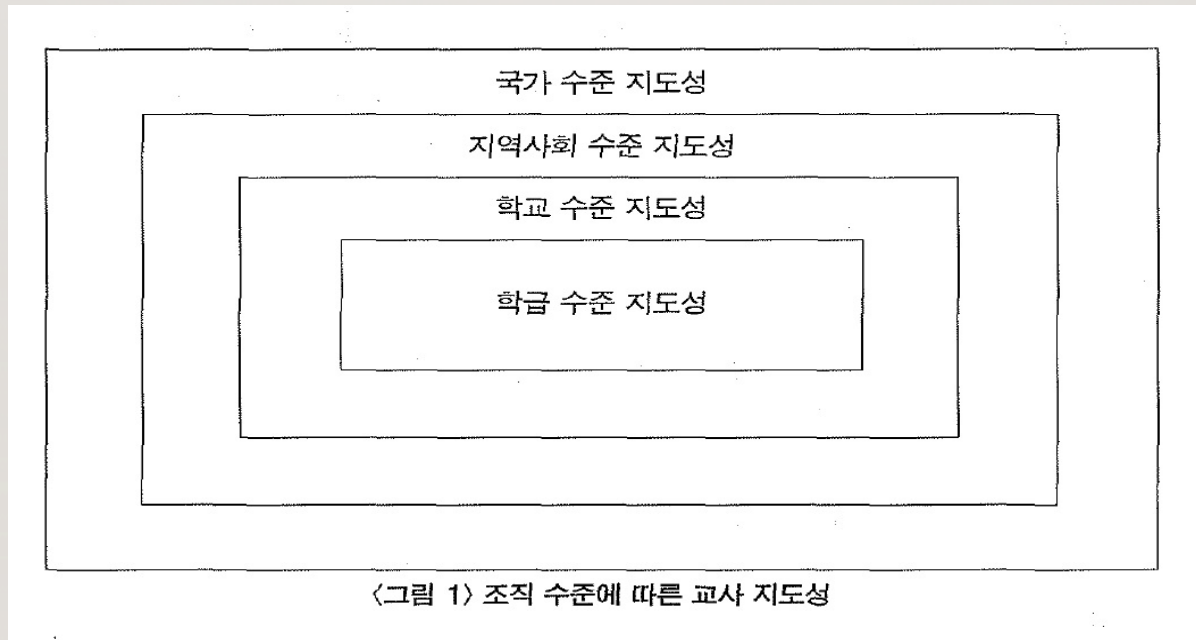 국가 수준 지도성
지역사회 수준 지도성
학교 수준 지도성
학급 수준 지도성
〈그림 1〉 조직 수준에 따른 교사 지도성